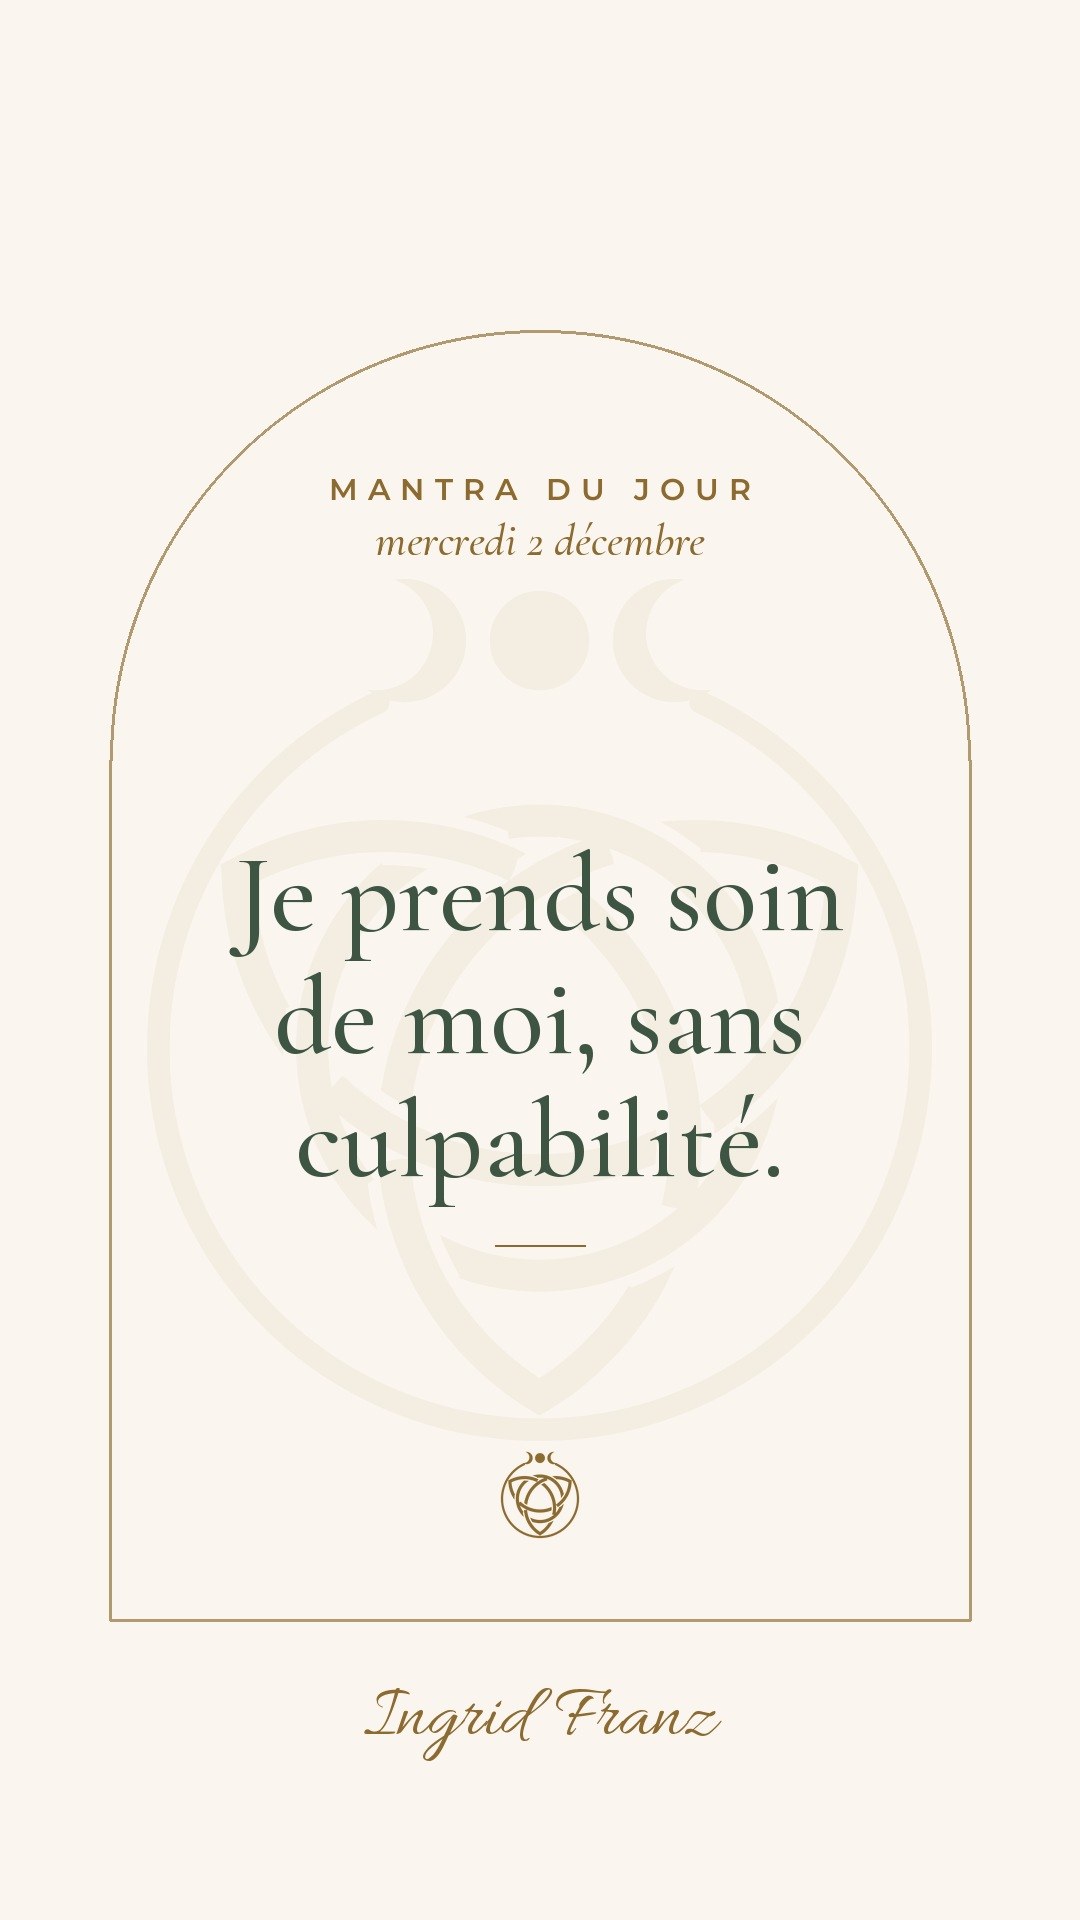 MANTRA DU JOUR
mercredi 2 décembre
Je prends soin
de moi, sans
culpabilité.
Ingrid Franz